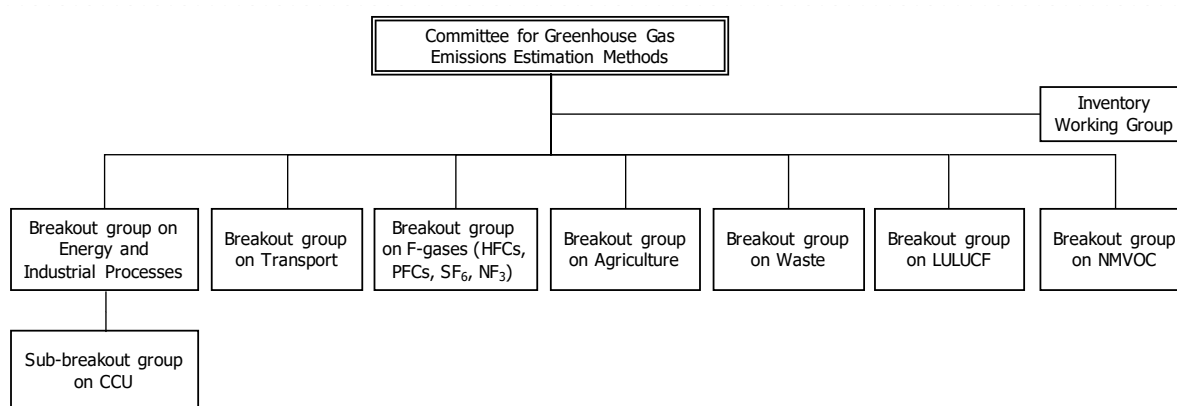 Committee for Greenhouse Gas
Emissions Estimation Methods
Inventory
Working Group
Breakout group on
Energy and
Industrial Processes
Breakout group
on Transport
Breakout group
on F-gases (HFCs,
PFCs, SF₆, NF₃)
Breakout group
on Agriculture
Breakout group
on Waste
Breakout group
on LULUCF
Breakout group
on NMVOC
Sub-breakout group
on CCU